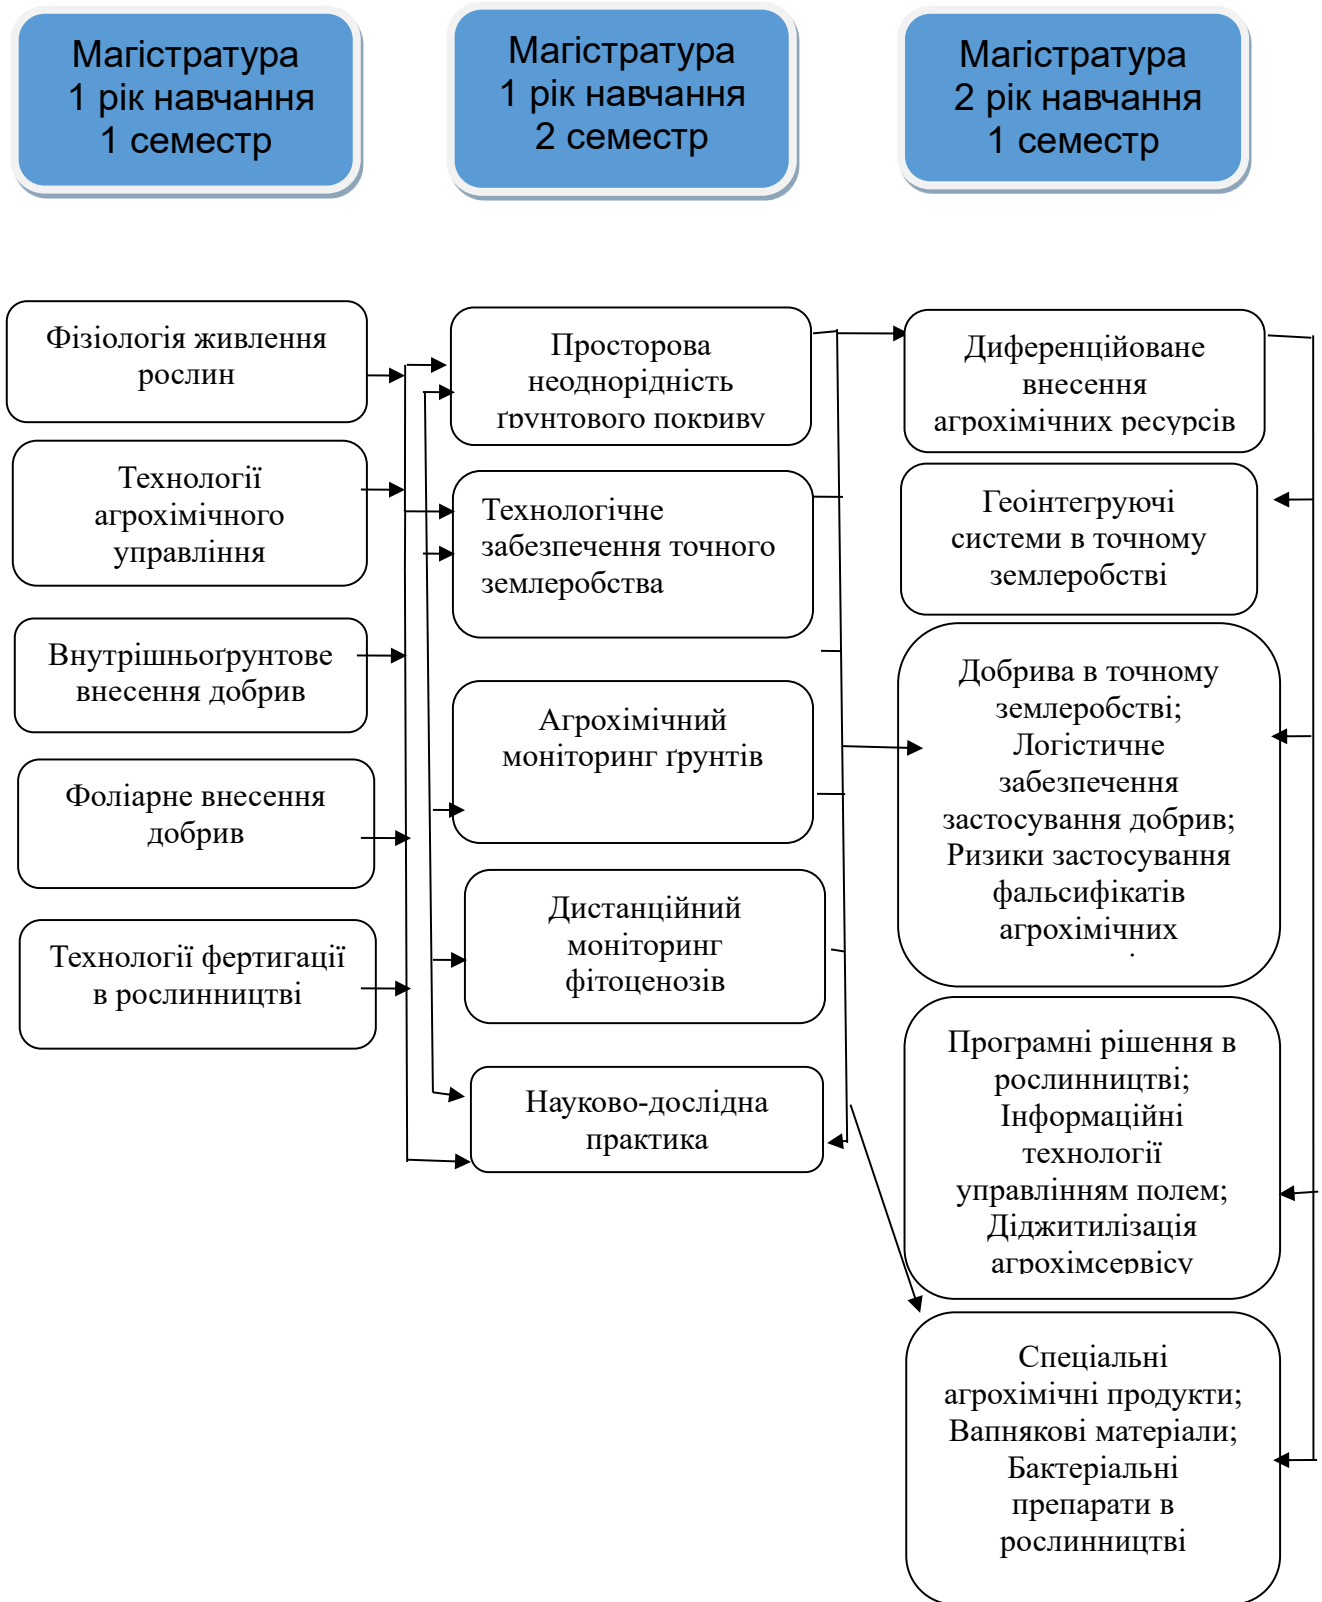 Магістратура
1 рік навчання
1 семестр
Магістратура
1 рік навчання
2 семестр
Магістратура
2 рік навчання
1 семестр
Фізіологія живлення
рослин
Технології
агрохімічного
управління
Внутрішньоґрунтове
внесення добрив
Фоліарне внесення
добрив
Технології фертигації
в рослинництві
Просторова
неоднорідність
ґрунтового покриву
Технологічне
забезпечення точного
землеробства
Агрохімічний
моніторинг ґрунтів
Дистанційний
моніторинг
фітоценозів
Науково-дослідна
практика
Диференційоване
внесення
агрохімічних ресурсів
Геоінтегруючі
системи в точному
землеробстві
Добрива в точному
землеробстві;
Логістичне
забезпечення
застосування добрив;
Ризики застосування
фальсифікатів
агрохімічних
Програмні рішення в
рослинництві;
Інформаційні
технології
управлінням полем;
Діджитилізація
агрохімсервісу
Спеціальні
агрохімічні продукти;
Вапнякові матеріали;
Бактеріальні
препарати в
рослинництві